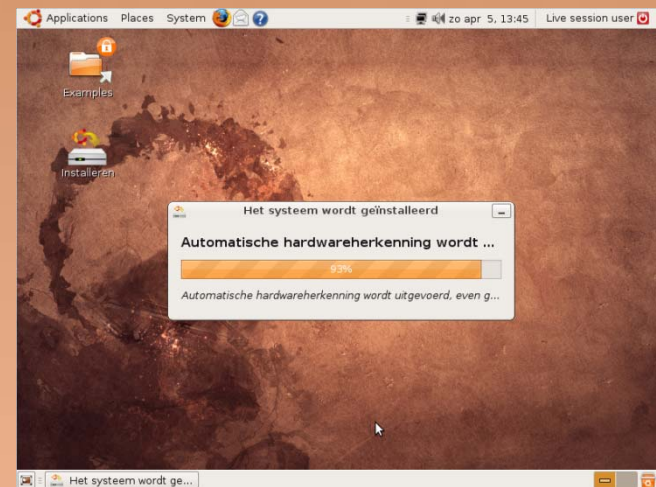 Applications Places System zo apr 5, 13:45 Live session user
Examples
Installeren
Het systeem wordt geïnstalleerd
Automatische hardwareherkenning wordt ...
93%
Automatische hardwareherkenning wordt uitgevoerd, even g...
Het systeem wordt ge...